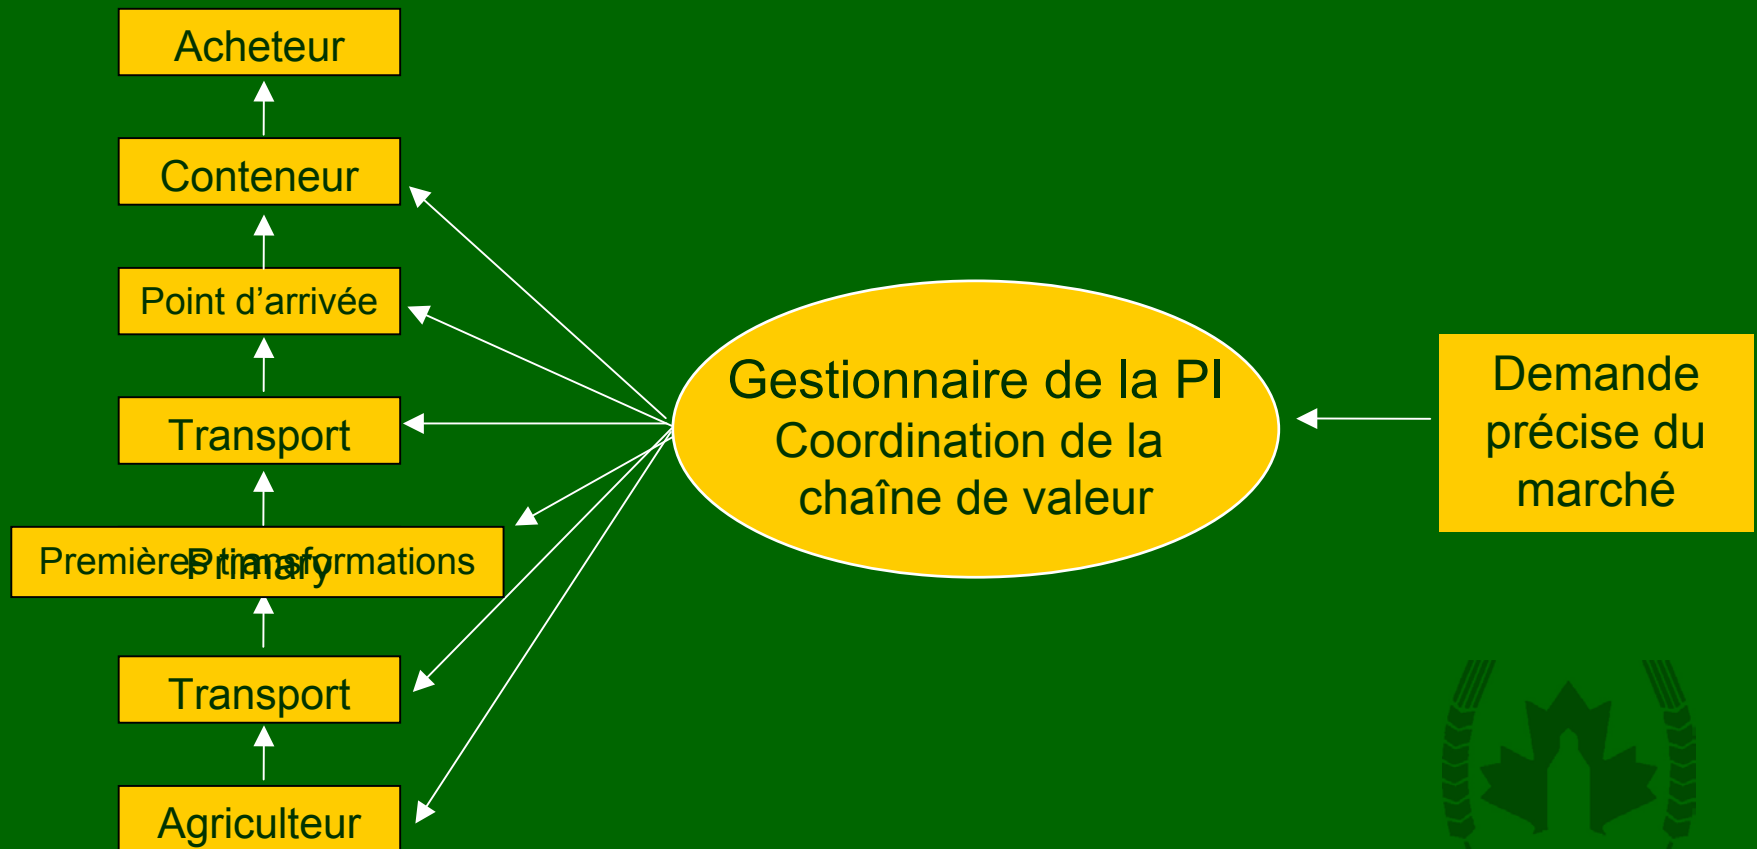 Acheteur
Conteneur
Point d’arrivée
Transport
Premières transformations
Primary
Transport
Agriculteur
Gestionnaire de la PI
Coordination de la
chaîne de valeur
Demande
précise du
marché